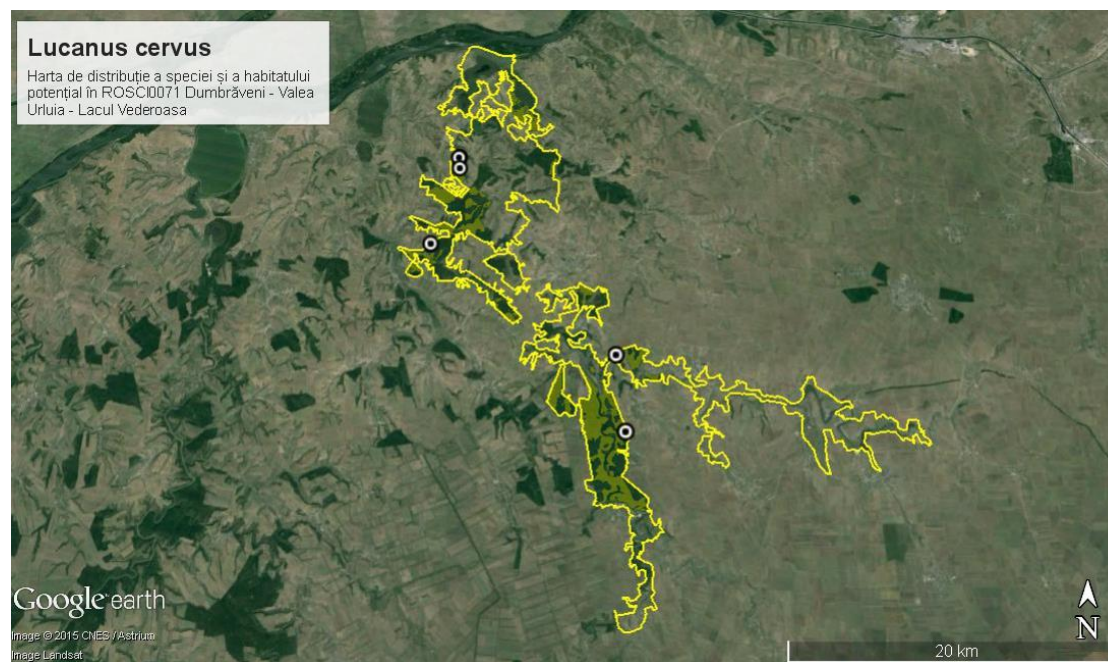 Lucanus cervus
Harta de distribuție a speciei și a habitatului
potențial în ROSCI0071 Dumbrăveni - Valea
Urluia - Lacul Vederoasa
Google earth
Image © 2015 CNES / Astrium
Image Landsat
N
20 km